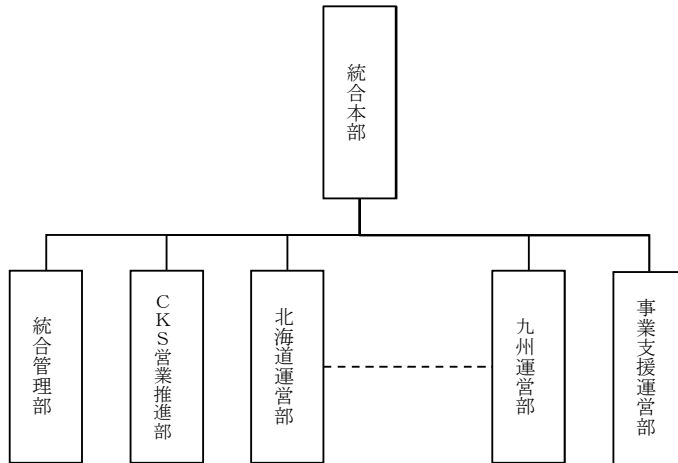 統合本部
統合管理部
CKS営業推進部
北海道運営部
九州運営部
事業支援運営部